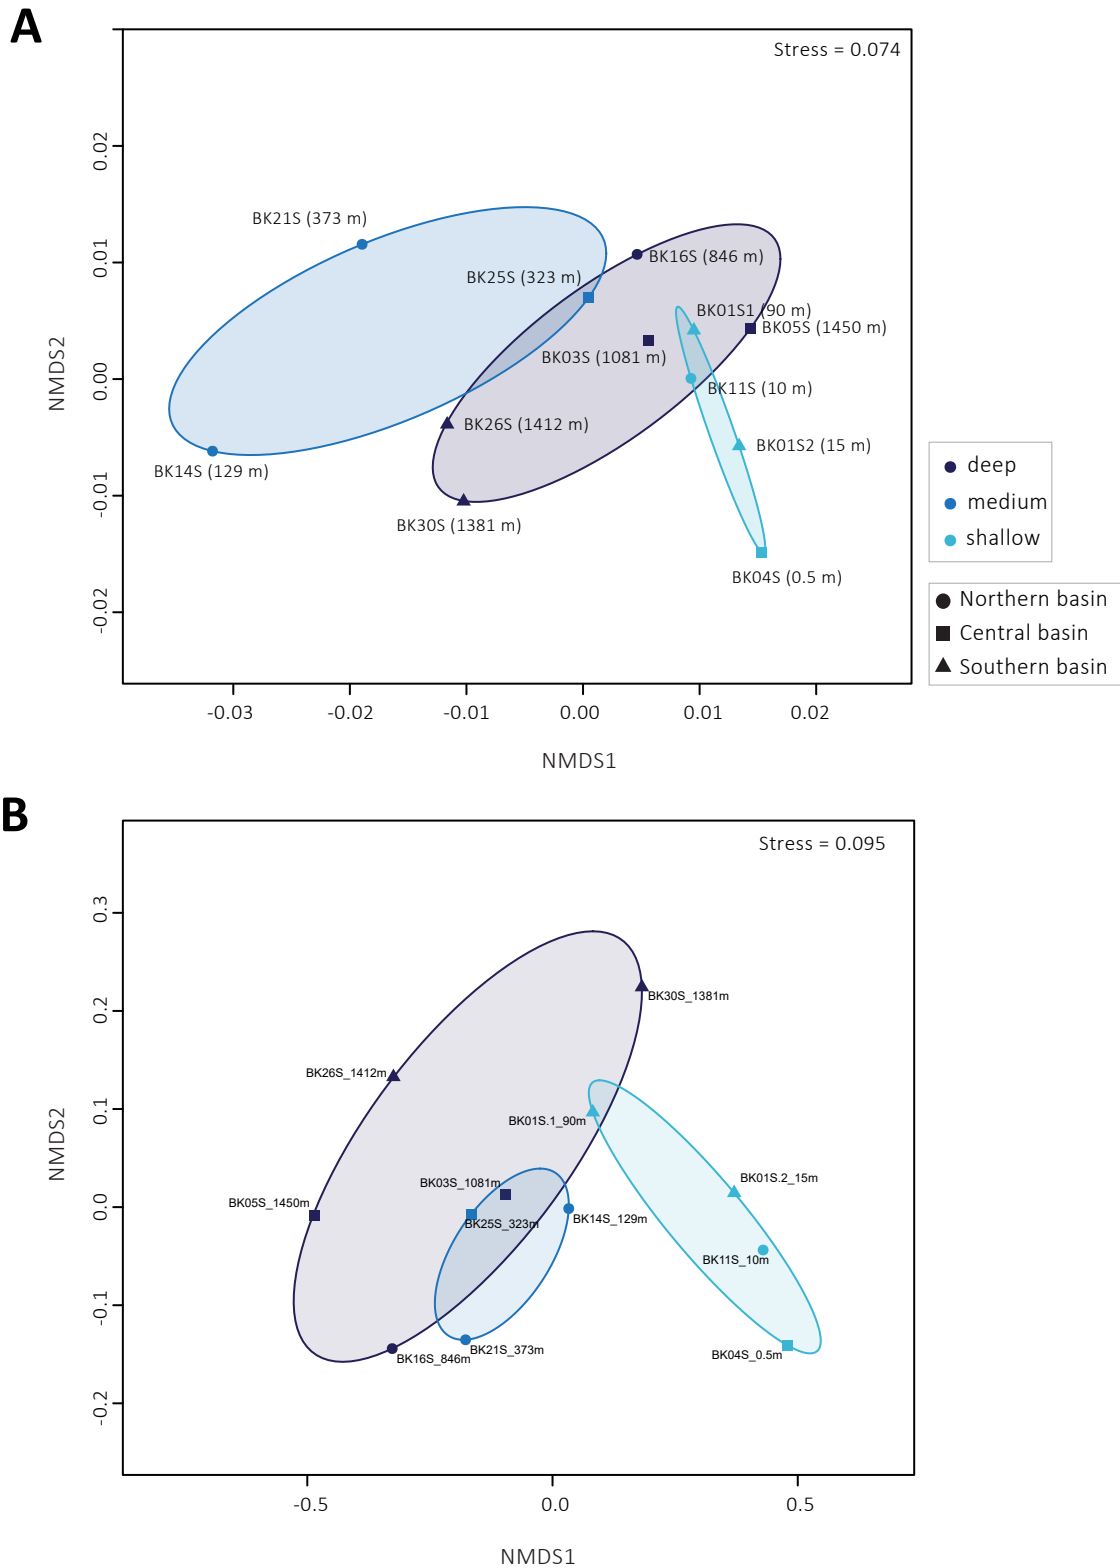 A
Stress = 0.074
0.02
0.01
0.00
-0.01
-0.02
NMDS2
BK21S (373 m)
BK25S (323 m)
BK16S (846 m)
BK01S1 (90 m)
BK05S (1450 m)
BK03S (1081 m)
BK11S (10 m)
BK26S (1412 m)
BK01S2 (15 m)
BK14S (129 m)
BK30S (1381 m)
BK04S (0.5 m)
deep
medium
shallow
Northern basin
Central basin
Southern basin
-0.03 -0.02 -0.01 0.00 0.01 0.02
NMDS1
B
Stress = 0.095
0.3
0.2
0.1
0.0
-0.1
-0.2
NMDS2
BK30S_1381m
BK26S_1412m
BK01S.1_90m
BK03S_1081m
BK01S.2_15m
BK05S_1450m
BK25S_323m
BK14S_129m
BK11S_10m
BK21S_373m
BK16S_846m
BK04S_0.5m
-0.5 0.0 0.5
NMDS1